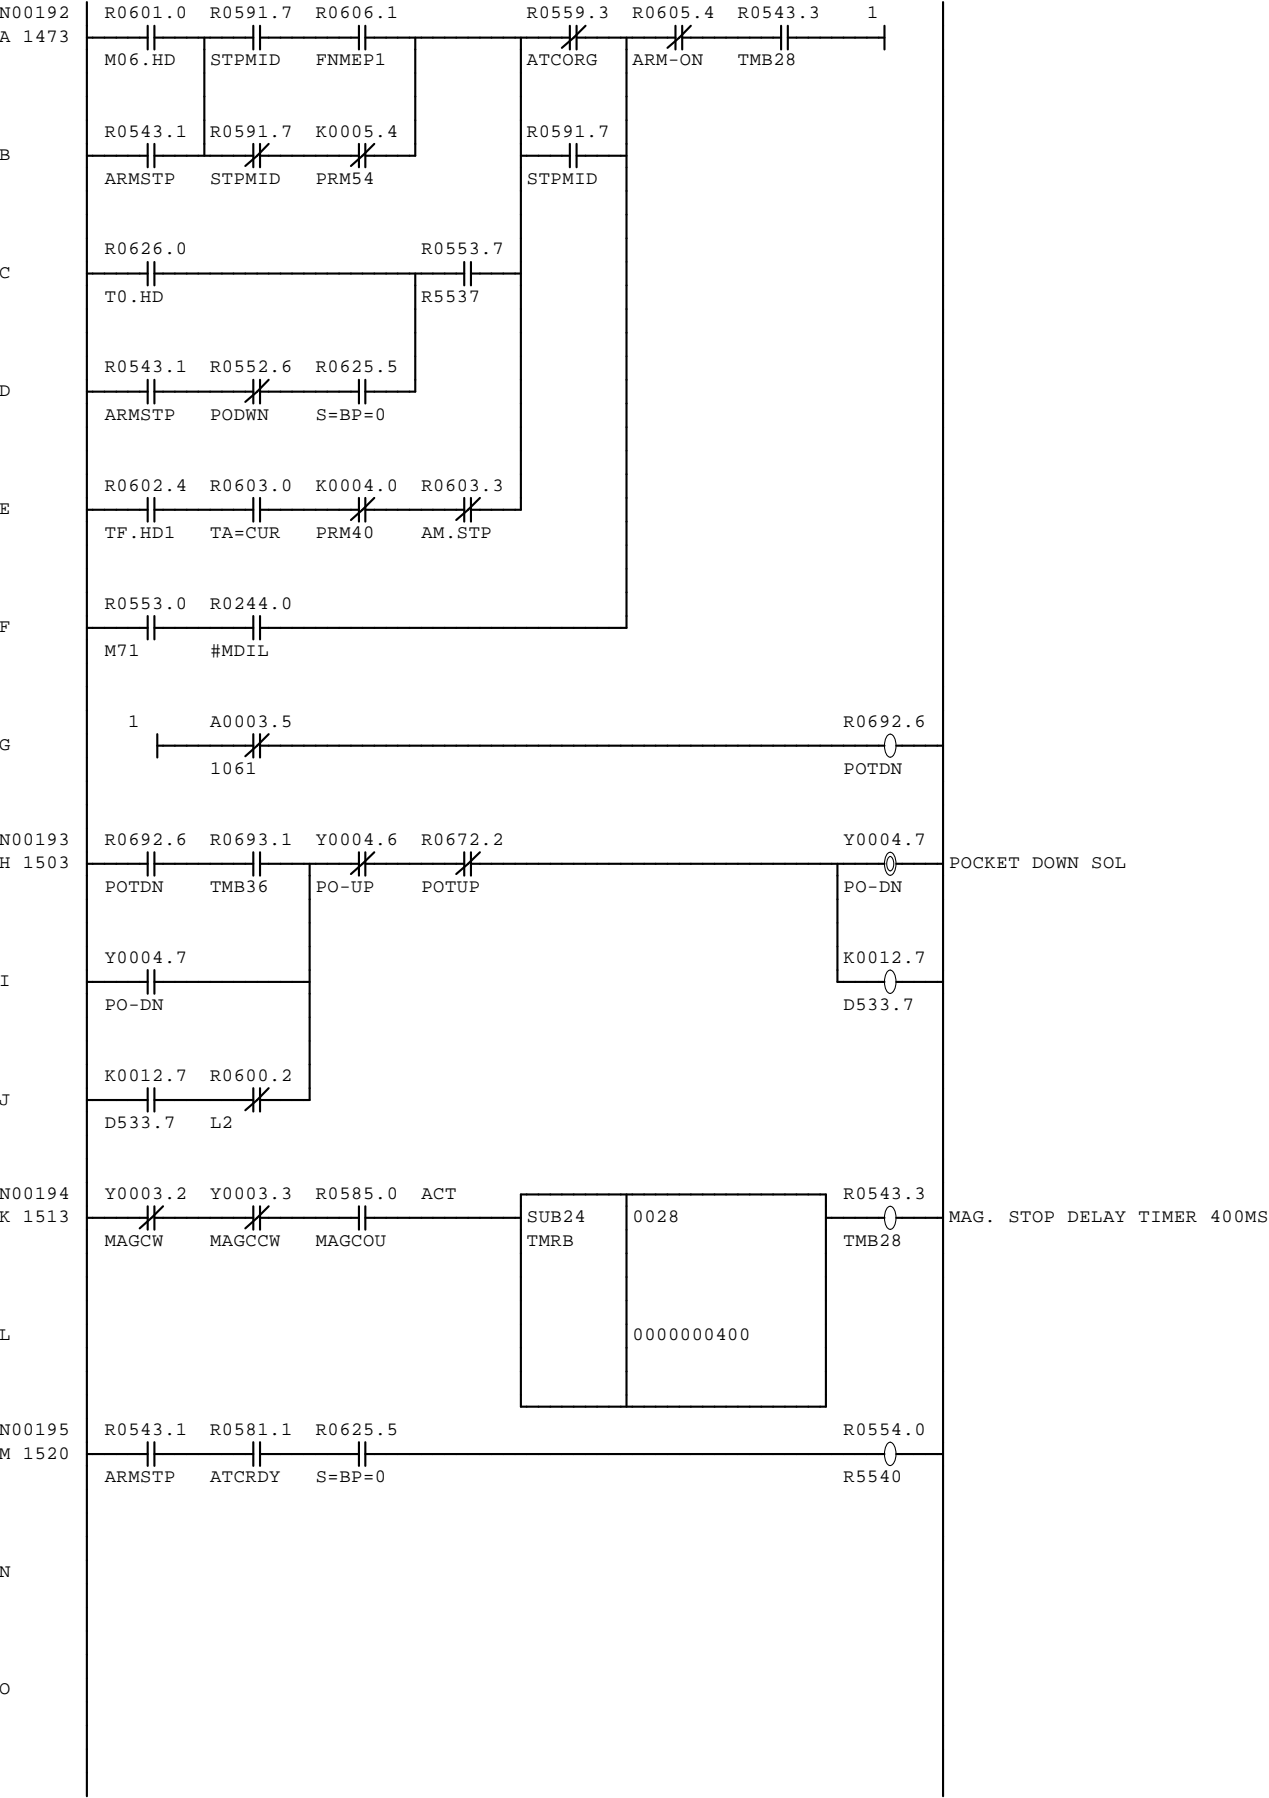 N00192 R0601.0 R0591.7 R0606.1 R0559.3 R0605.4 R0543.3 1
A 1473
M06.HD STPMID FNMEP1 ATCORG ARM-ON TMB28
R0543.1 R0591.7 K0005.4 R0591.7
B
ARMSTP STPMID PRM54 STPMID
R0626.0 R0553.7
C
T0.HD R5537
R0543.1 R0552.6 R0625.5
D
ARMSTP PODWN S=BP=0
R0602.4 R0603.0 K0004.0 R0603.3
E
TF.HD1 TA=CUR PRM40 AM.STP
R0553.0 R0244.0
F
M71 #MDIL
1 A0003.5 R0692.6
G
1061 POTDN
N00193 R0692.6 R0693.1 Y0004.6 R0672.2 Y0004.7
H 1503 POCKET DOWN SOL
POTDN TMB36 PO-UP POTUP PO-DN
Y0004.7 K0012.7
I
PO-DN D533.7
K0012.7 R0600.2
J
D533.7 L2
N00194 Y0003.2 Y0003.3 R0585.0 ACT R0543.3
K 1513 SUB24 0028 MAG. STOP DELAY TIMER 400MS
MAGCW MAGCCW MAGCOU TMRB TMB28
L 0000000400
N00195 R0543.1 R0581.1 R0625.5 R0554.0
M 1520
ARMSTP ATCRDY S=BP=0 R5540
N
O